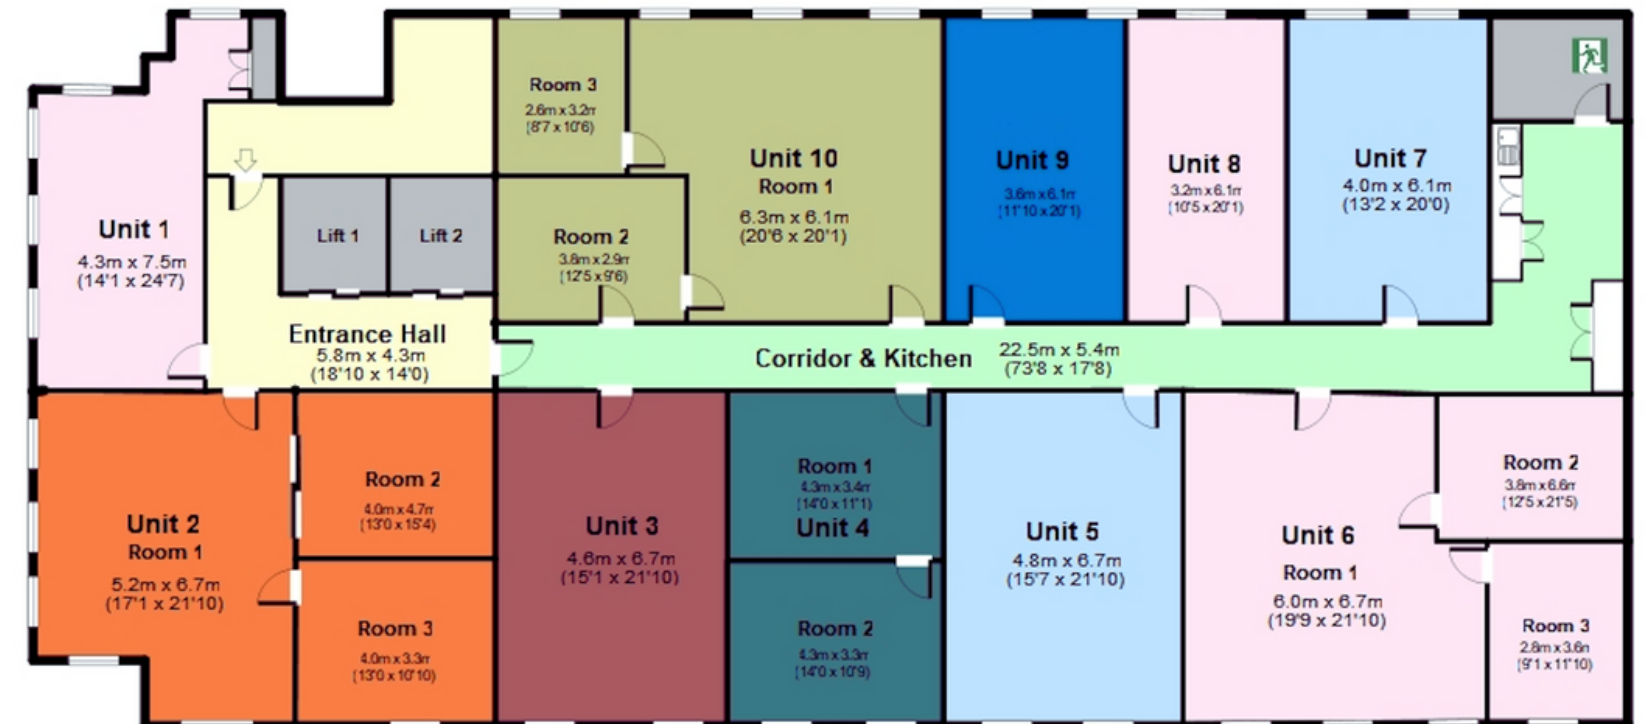 Unit 1
4.3m x 7.5m
(14'1 x 24'7)
Lift 1
Lift 2
Entrance Hall
5.8m x 4.3m
(18'10 x 14'0)
Room 3
2.6m x 3.2m
(8'7 x 10'6)
Room 2
3.8m x 2.9m
(12'5 x 9'6)
Unit 10
Room 1
6.3m x 6.1m
(20'6 x 20'1)
Unit 9
3.6m x 6.1m
(11'10 x 20'1)
Unit 8
3.2m x 6.1m
(10'5 x 20'1)
Unit 7
4.0m x 6.1m
(13'2 x 20'0)
Corridor & Kitchen
22.5m x 5.4m
(73'8 x 17'8)
Unit 2
Room 1
5.2m x 6.7m
(17'1 x 21'10)
Room 2
4.0m x 4.7m
(13'0 x 15'4)
Room 3
4.0m x 3.3m
(13'0 x 10'10)
Unit 3
4.6m x 6.7m
(15'1 x 21'10)
Room 1
4.3m x 3.4m
(14'0 x 11'1)
Unit 4
Room 2
4.3m x 3.3m
(14'0 x 10'9)
Unit 5
4.8m x 6.7m
(15'7 x 21'10)
Unit 6
Room 1
6.0m x 6.7m
(19'9 x 21'10)
Room 2
3.8m x 6.6m
(12'5 x 21'5)
Room 3
2.8m x 3.6m
(9'1 x 11'10)